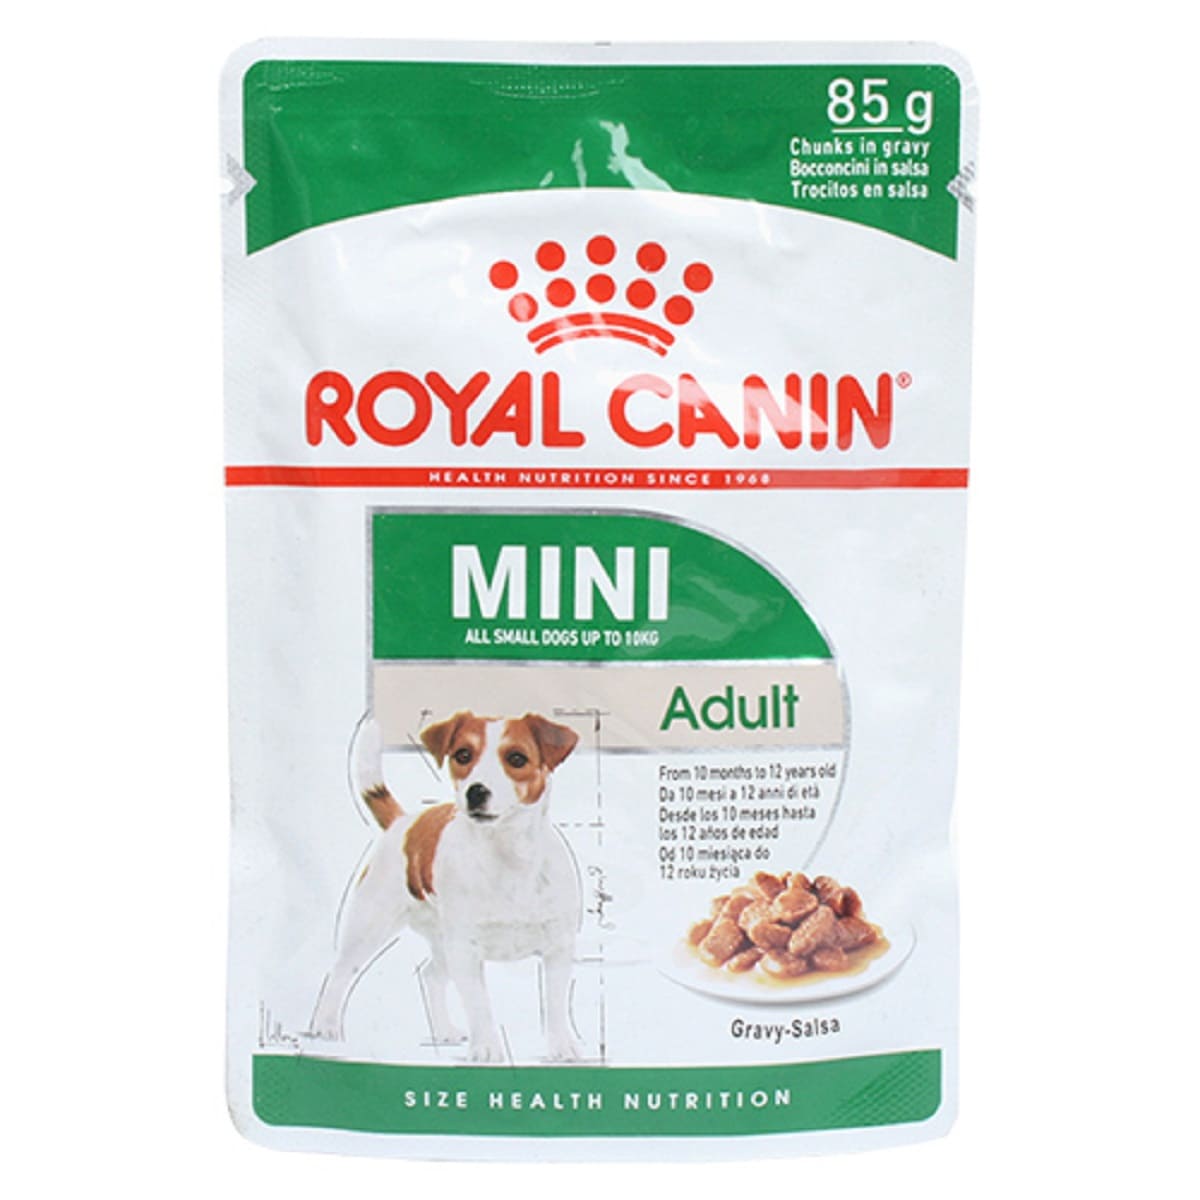 85 g
Chunks in gravy
Bocconcini in salsa
Trocitos en salsa
ROYAL CANIN®
HEALTH NUTRITION SINCE 1968
MINI
ALL SMALL DOGS UP TO 10KG
Adult
From 10 months to 12 years old
Da 10 mesi a 12 anni di età
Desde los 10 meses hasta
los 12 años de edad
Od 10 miesiąca do
12 roku życia
Gravy-Salsa
SIZE HEALTH NUTRITION